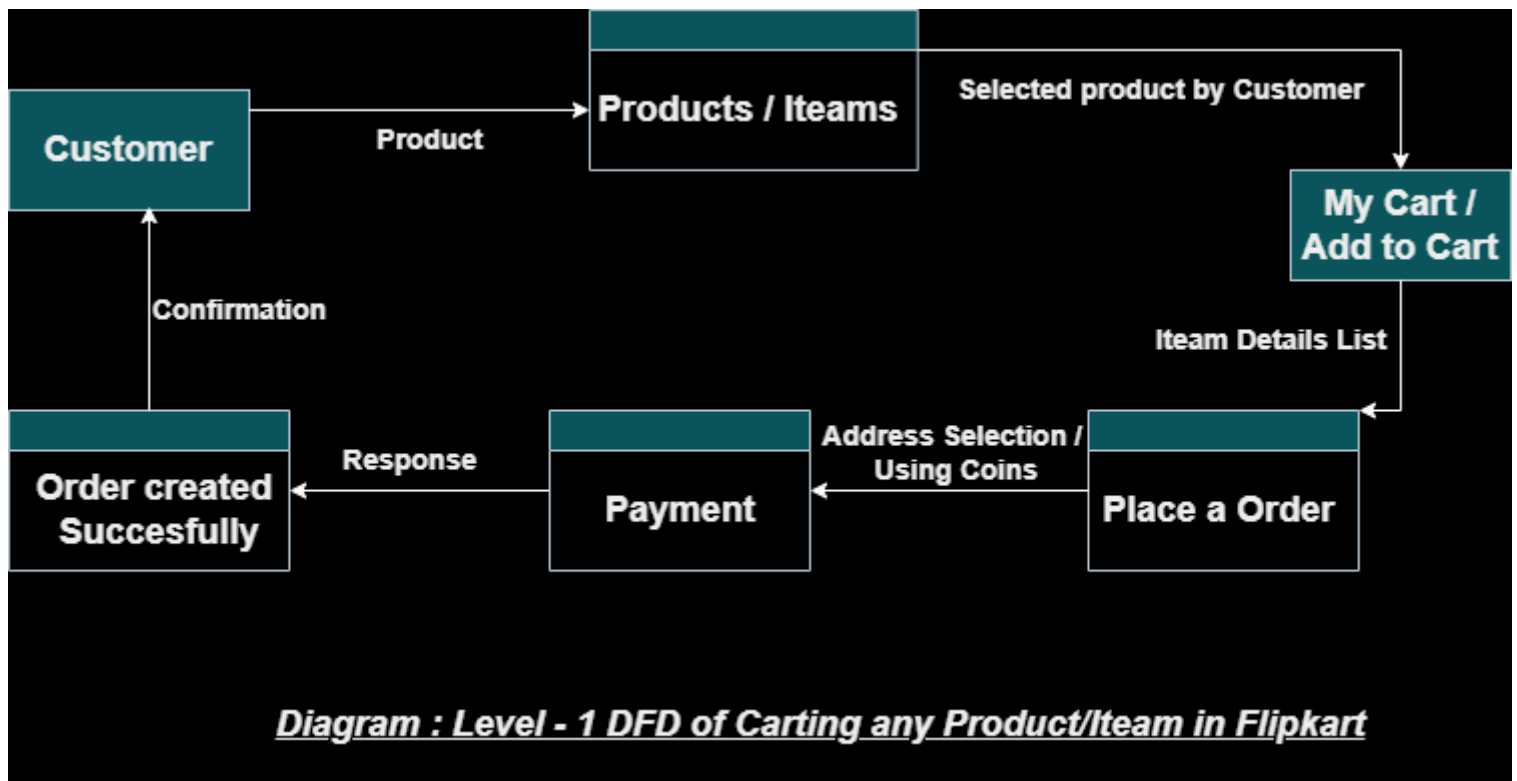 Products / Iteams
Selected product by Customer
Customer
Product
My Cart /
Add to Cart
Confirmation
Iteam Details List
Order created
Succesfully
Response
Payment
Address Selection /
Using Coins
Place a Order
Diagram : Level - 1 DFD of Carting any Product/Iteam in Flipkart